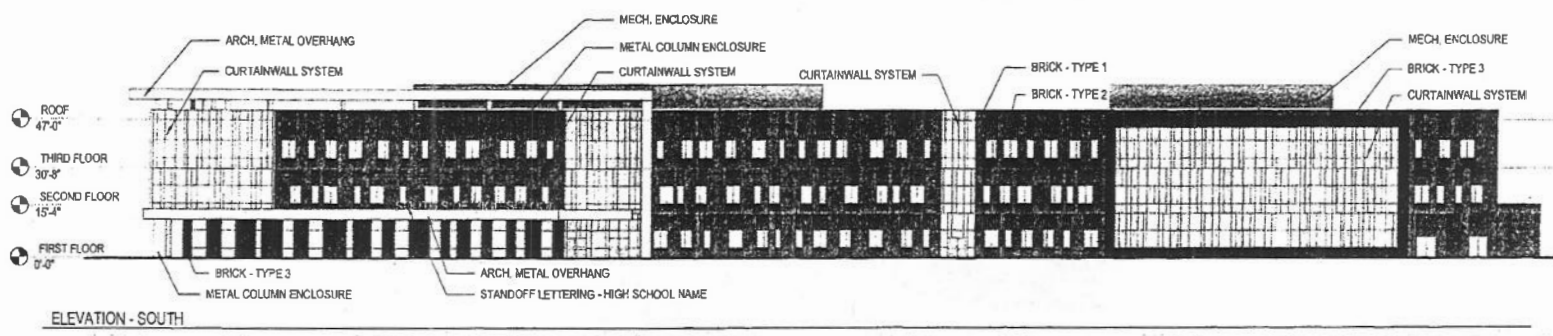 MECH, ENCLOSURE
ARCH, METAL OVERHANG
METAL COLUMN ENCLOSURE
MECH, ENCLOSURE
CURTAINWALL SYSTEM
CURTAINWALL SYSTEM
CURTAINWALL SYSTEM
BRICK - TYPE 1
BRICK - TYPE 3
BRICK - TYPE 2
CURTAINWALL SYSTEM
ROOF
47'-0"
THIRD FLOOR
30'-8"
SECOND FLOOR
15'-4"
FIRST FLOOR
0'-0"
BRICK - TYPE 3
ARCH, METAL OVERHANG
METAL COLUMN ENCLOSURE
STANDOFF LETTERING - HIGH SCHOOL NAME
ELEVATION - SOUTH